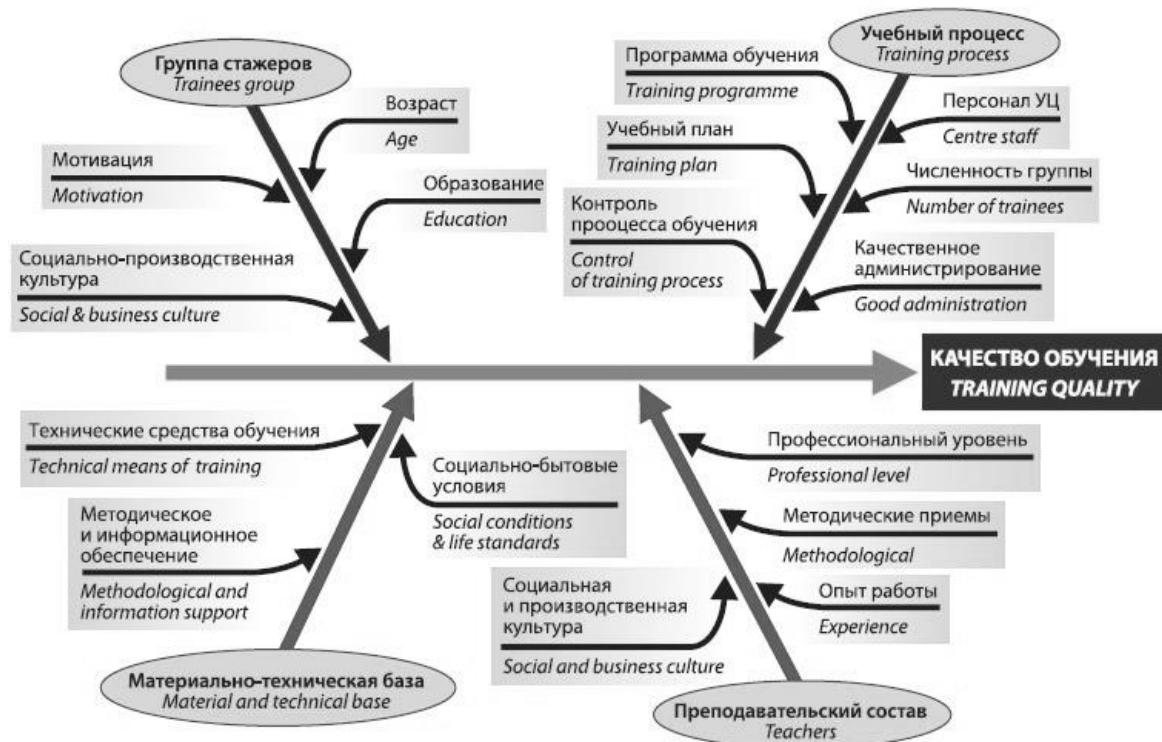 Группа стажеров
Trainees group
Возраст
Age
Мотивация
Motivation
Образование
Education
Социально-производственная
культура
Social & business culture
Учебный процесс
Training process
Программа обучения
Training programme
Персонал УЦ
Centre staff
Учебный план
Training plan
Численность группы
Number of trainees
Контроль
прооцесса обучения
Control
of training process
Качественное
администрирование
Good administration
КАЧЕСТВО ОБУЧЕНИЯ
TRAINING QUALITY
Технические средства обучения
Technical means of training
Социально-бытовые
условия
Social conditions
& life standards
Методическое
и информационное
обеспечение
Methodological and
information support
Материально-техническая база
Material and technical base
Профессиональный уровень
Professional level
Методические приемы
Methodological
Социальная
и производственная
культура
Social and business culture
Опыт работы
Experience
Преподавательский состав
Teachers